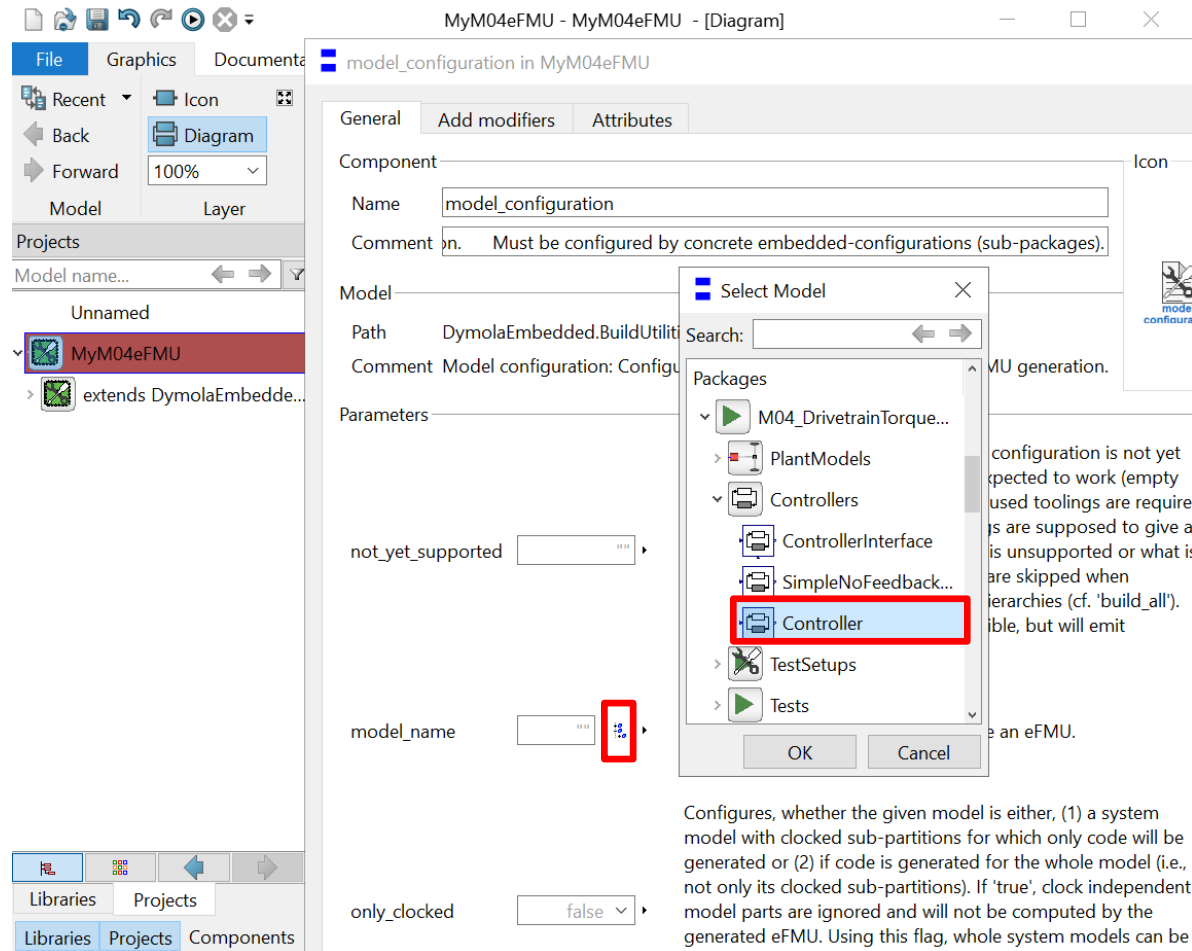 MyM04eFMU - MyM04eFMU - [Diagram]
File Graphics Documenta
Recent Icon
Back Diagram
Forward 100%
Model Layer
Projects
Model name...
Unnamed
MyM04eFMU
extends DymolaEmbedde...
Libraries Projects
Libraries Projects Components
model_configuration in MyM04eFMU
General Add modifiers Attributes
Component Icon
Name model_configuration
Comment on. Must be configured by concrete embedded-configurations (sub-packages).
Model
Path DymolaEmbedded.BuildUtiliti
Comment Model configuration: Configu MU generation.
Parameters
configuration is not yet
xpected to work (empty
used toolings are require
gs are supposed to give a
is unsupported or what is
are skipped when
ierarchies (cf. 'build_all').
ible, but will emit
not_yet_supported ""
model_name "" e an eFMU.
Configures, whether the given model is either, (1) a system
model with clocked sub-partitions for which only code will be
generated or (2) if code is generated for the whole model (i.e.,
not only its clocked sub-partitions). If 'true', clock independent
only_clocked false model parts are ignored and will not be computed by the
generated eFMU. Using this flag, whole system models can be
model
configura
Select Model
Search:
Packages
M04_DrivetrainTorque...
PlantModels
Controllers
ControllerInterface
SimpleNoFeedback...
Controller
TestSetups
Tests
OK Cancel